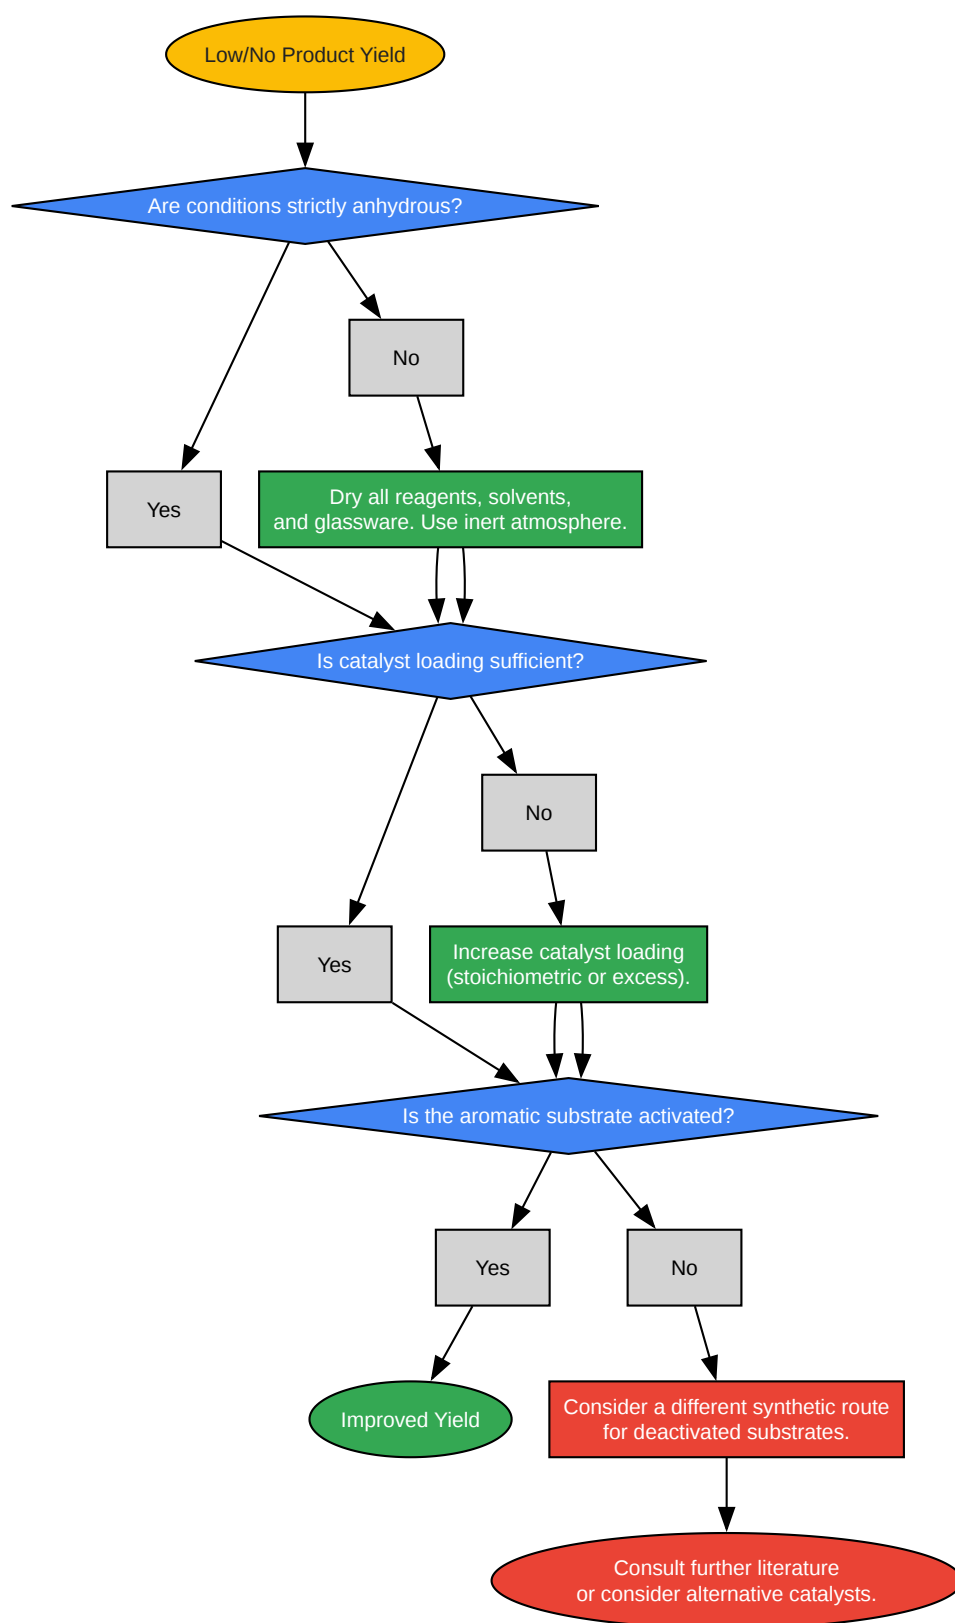 Low/No Product Yield
Are conditions strictly anhydrous?
No
Yes
Dry all reagents, solvents,
and glassware. Use inert atmosphere.
Is catalyst loading sufficient?
No
Yes
Increase catalyst loading
(stoichiometric or excess).
Is the aromatic substrate activated?
Yes
No
Improved Yield
Consider a different synthetic route
for deactivated substrates.
Consult further literature
or consider alternative catalysts.